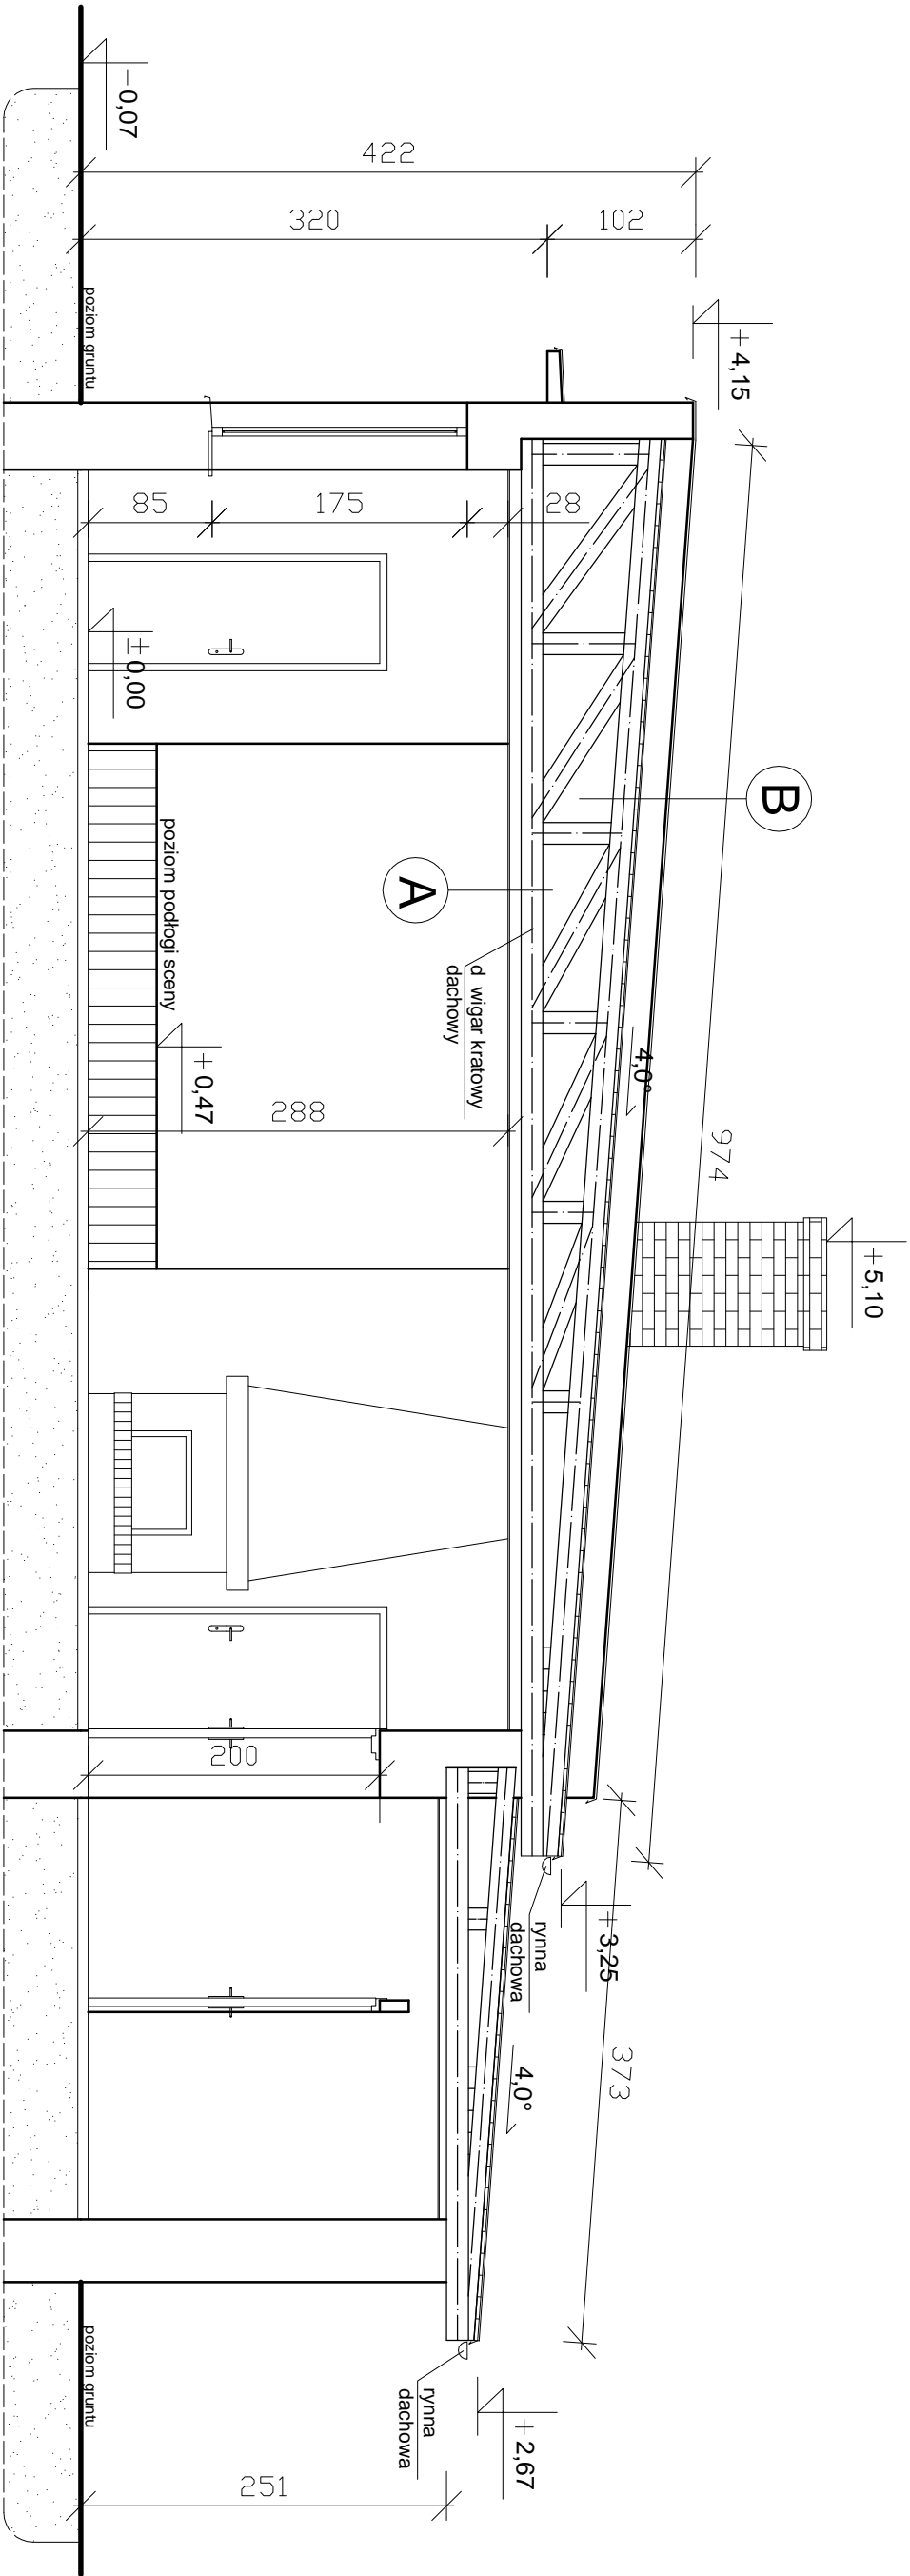 −0,07
422
320
102
+4,15
poziom gruntu
85
175
28
±0,00
B
A
poziom podłogi sceny
+0,47
288
d wigar kratowy
dachowy
4,0°
974
+5,10
200
rynna
dachowa
+3,25
373
4,0°
rynna
dachowa
+2,67
poziom gruntu
251